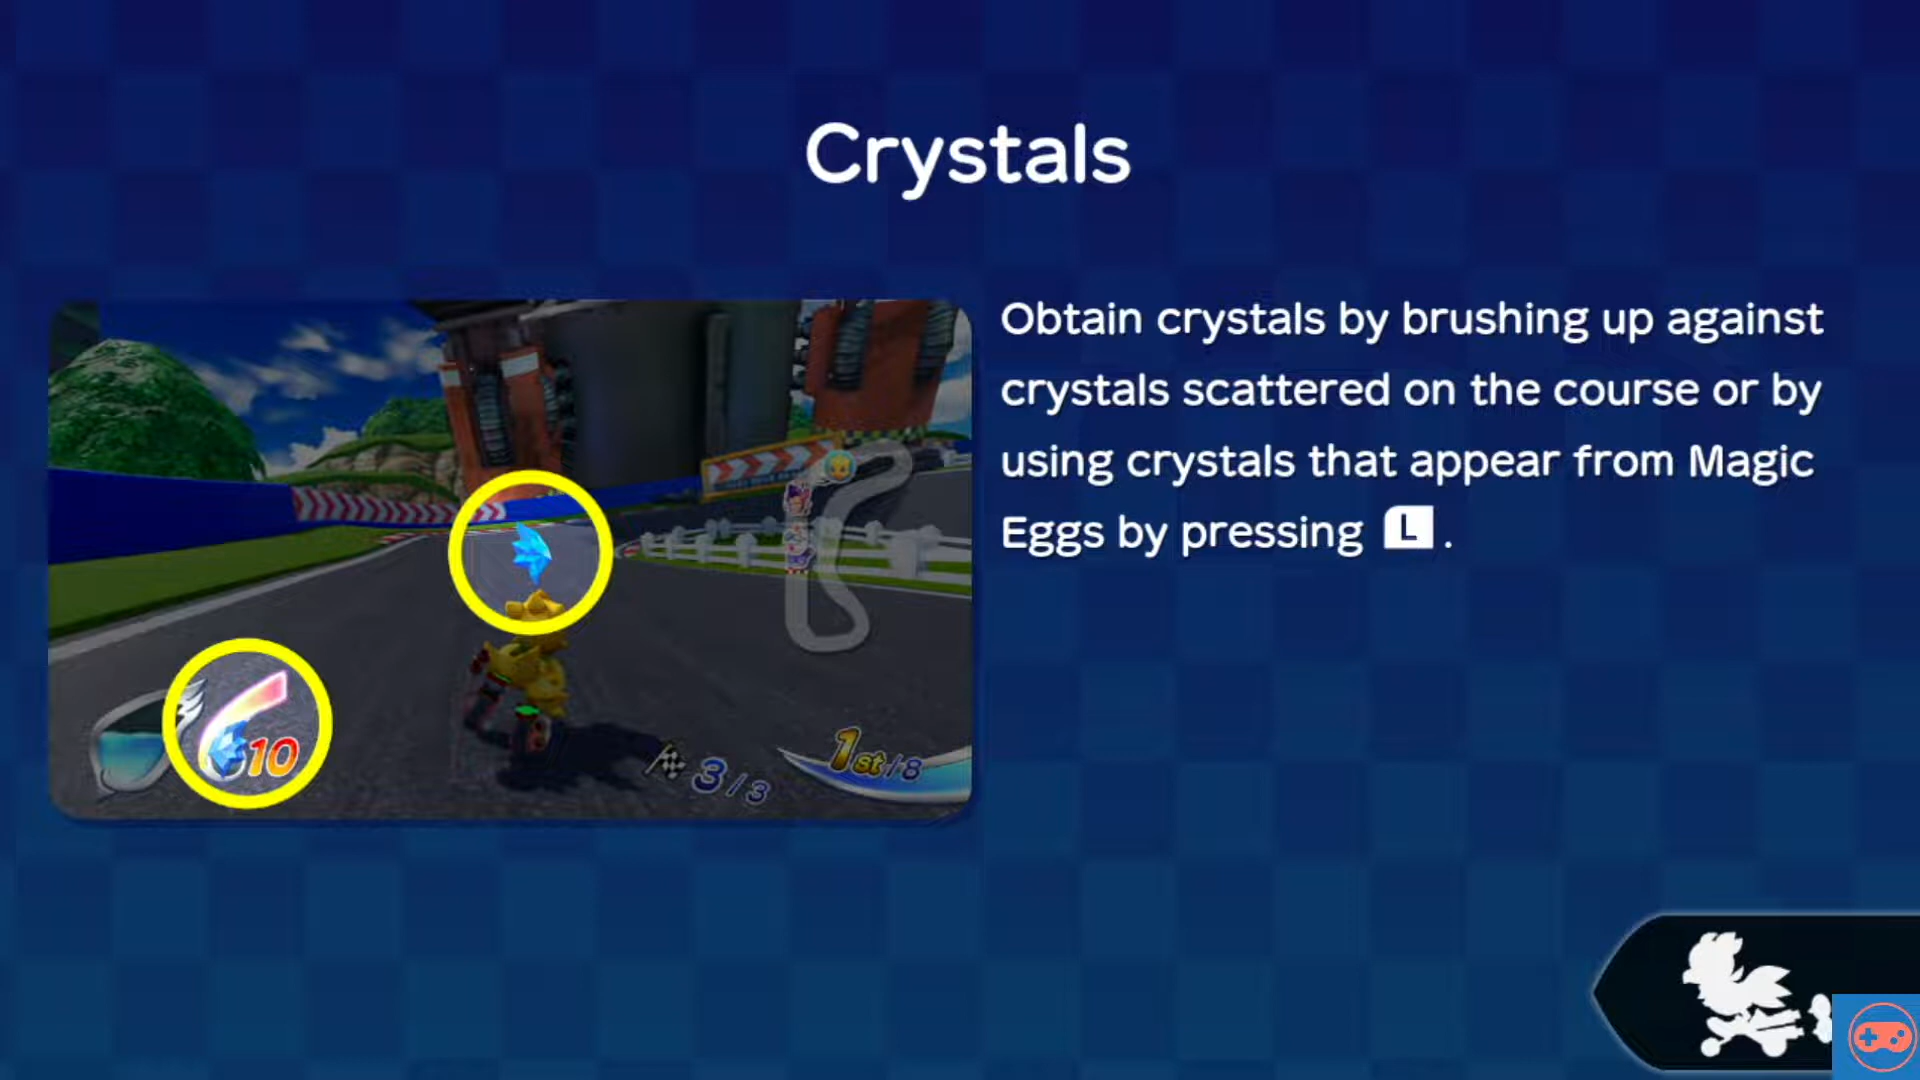 Crystals
Obtain crystals by brushing up against
crystals scattered on the course or by
using crystals that appear from Magic
Eggs by pressing L .
10
3/3
1st/8